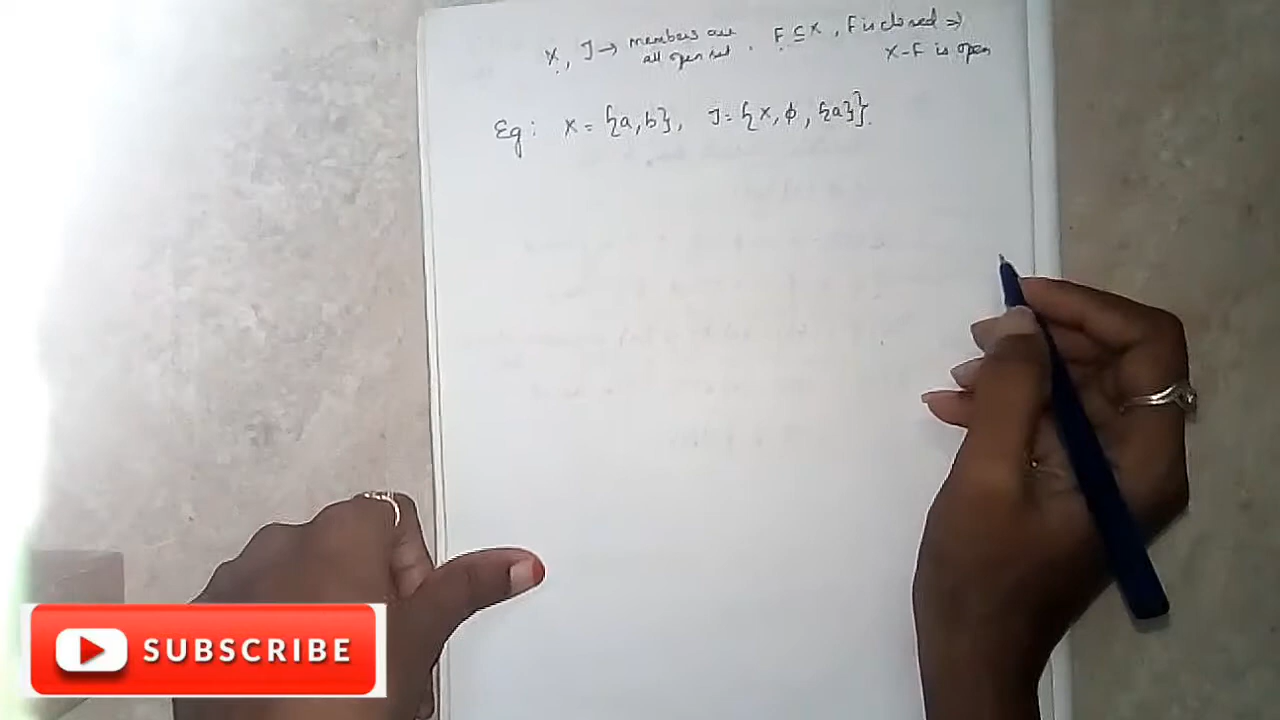 X, J → members are all open set. F ⊆ X, F is closed ⇒
X-F is open
Eg: X = {a, b}, J = {X, φ, {a}}.
SUBSCRIBE